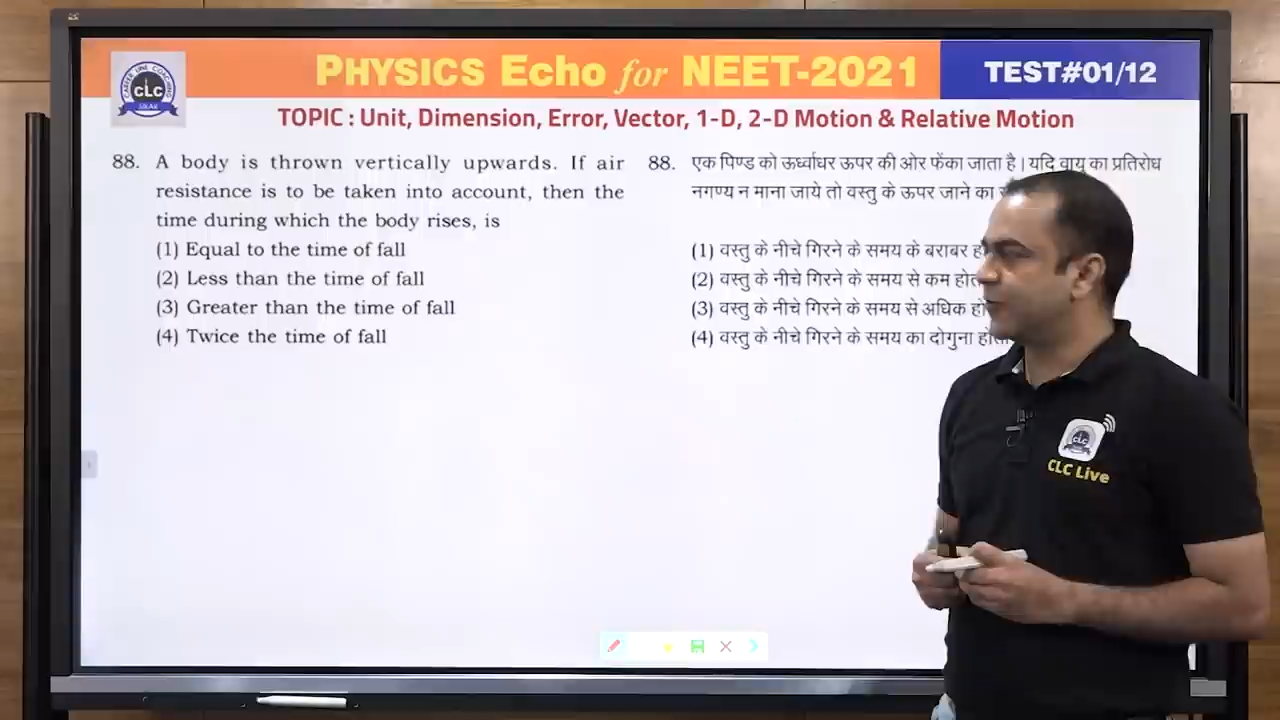 PHYSICS Echo for NEET-2021
TEST#01/12
CLC
TOPIC : Unit, Dimension, Error, Vector, 1-D, 2-D Motion & Relative Motion
88. A body is thrown vertically upwards. If air
resistance is to be taken into account, then the
time during which the body rises, is
(1) Equal to the time of fall
(2) Less than the time of fall
(3) Greater than the time of fall
(4) Twice the time of fall
88. एक पिण्ड को ऊर्ध्वाधर ऊपर की ओर फेंका जाता है। यदि वायु का प्रतिरोध
नगण्य न माना जाये तो वस्तु के ऊपर जाने का
(1) वस्तु के नीचे गिरने के समय के बराबर
(2) वस्तु के नीचे गिरने के समय से कम
(3) वस्तु के नीचे गिरने के समय से अधिक
(4) वस्तु के नीचे गिरने के समय का दोगुना
CLC Live